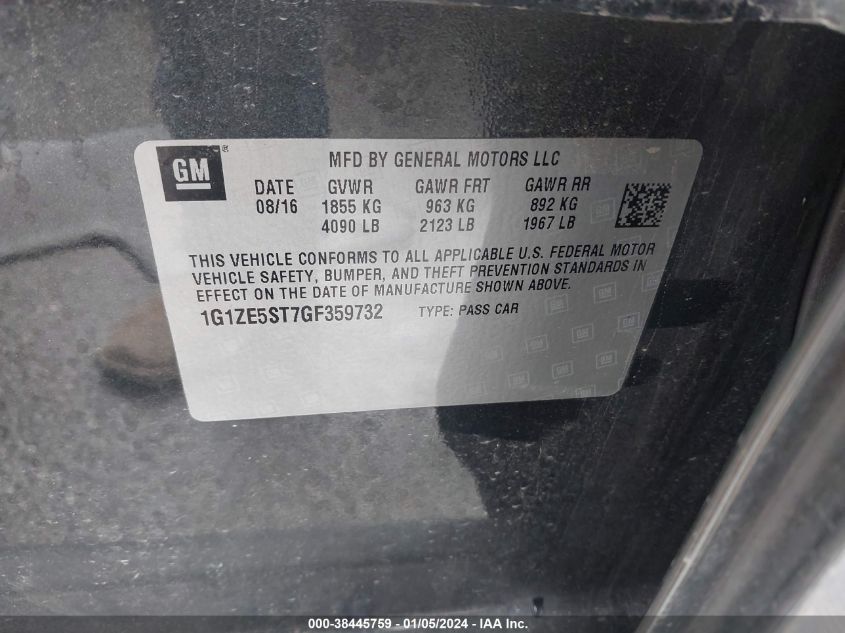 GM
®
MFD BY GENERAL MOTORS LLC
DATE GVWR GAWR FRT GAWR RR
08/16 1855 KG 963 KG 892 KG
4090 LB 2123 LB 1967 LB
THIS VEHICLE CONFORMS TO ALL APPLICABLE U.S. FEDERAL MOTOR
VEHICLE SAFETY, BUMPER, AND THEFT PREVENTION STANDARDS IN
EFFECT ON THE DATE OF MANUFACTURE SHOWN ABOVE.
1G1ZE5ST7GF359732 TYPE: PASS CAR
000-38445759 - 01/05/2024 - IAA Inc.